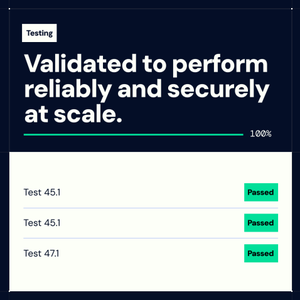 Testing
Validated to perform
reliably and securely
at scale.
100%
Test 45.1 Passed
Test 45.1 Passed
Test 47.1 Passed